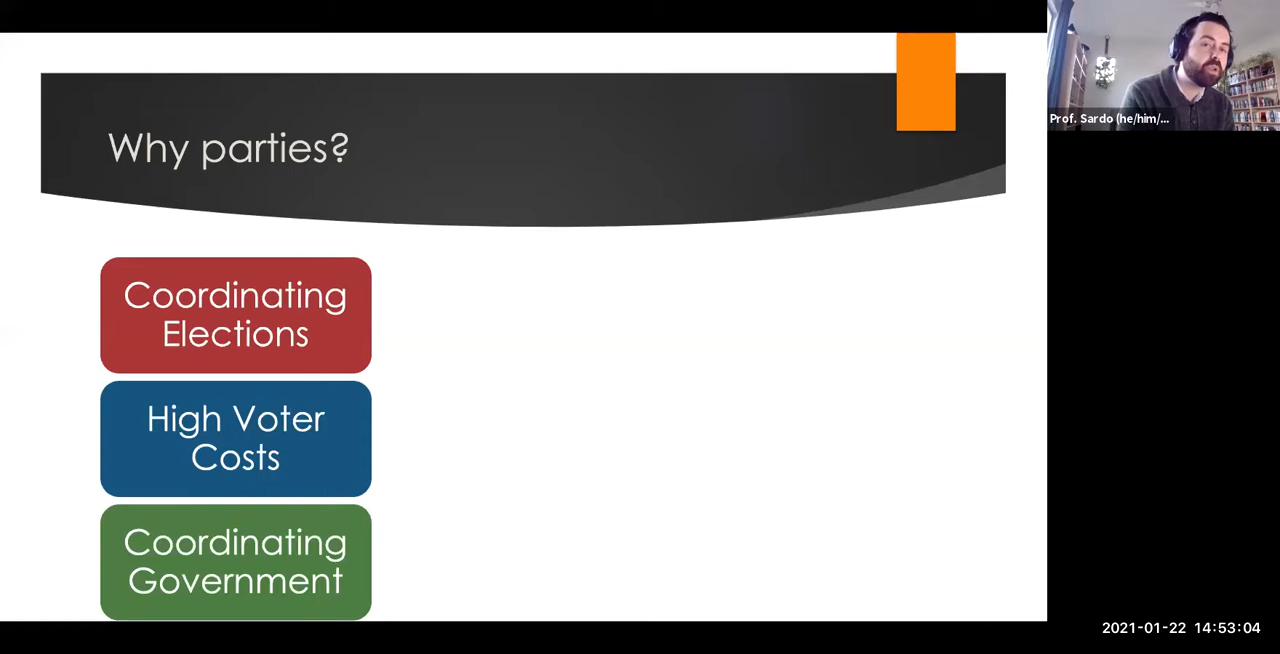 Why parties?
Prof. Sardo (he/him/...
Coordinating
Elections
High Voter
Costs
Coordinating
Government
2021-01-22 14:53:04